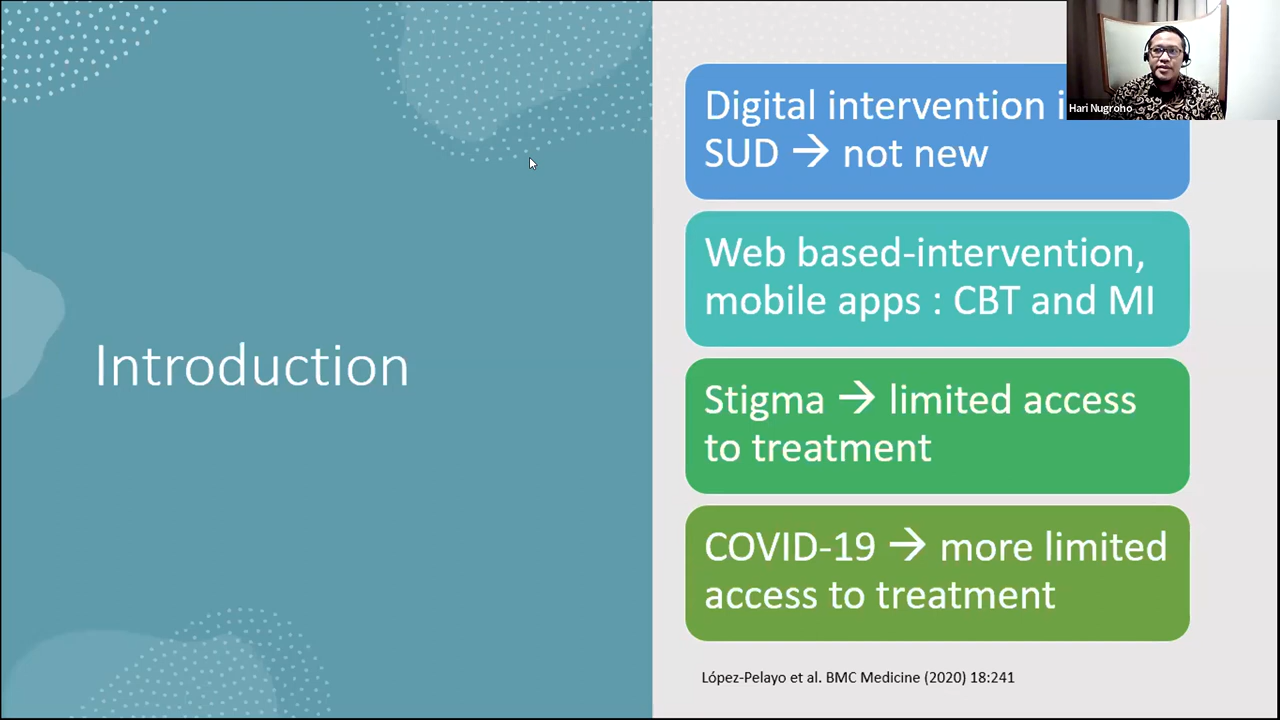 Introduction
Digital intervention
SUD → not new
Web based-intervention,
mobile apps : CBT and MI
Stigma → limited access
to treatment
COVID-19 → more limited
access to treatment
López-Pelayo et al. BMC Medicine (2020) 18:241
Hari Nugroho